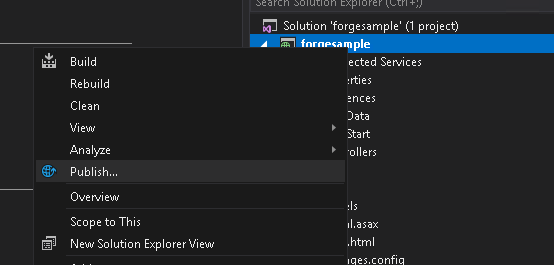 Search Solution Explorer (Ctrl+;)
Solution 'forgesample' (1 project)
forgesample
Build
Rebuild
Clean
View
Analyze
Publish...
Overview
Scope to This
New Solution Explorer View
ected Services
erties
ences
Data
Start
rollers
els
l.asax
.html
ges.config